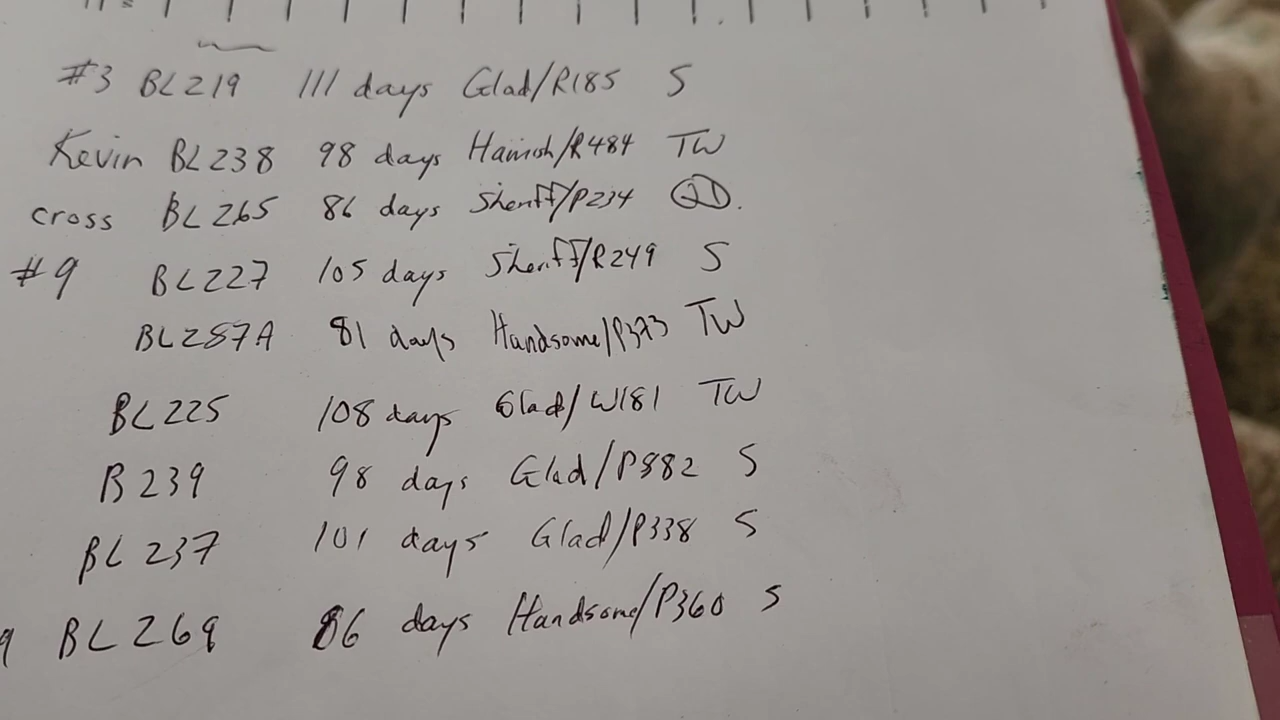 #3 BL219 111 days Glad/R185 S
Kevin BL238 98 days Hamish/R484 TW
cross BL265 86 days Sheriff/P234
#9 BL227 105 days Sheriff/R249 S
BL287A 81 days Handsome/P373 TW
BL225 108 days Glad/W181 TW
B239 98 days Glad/P882 S
BL237 101 days Glad/P338 S
BL269 86 days Handsome/P360 S